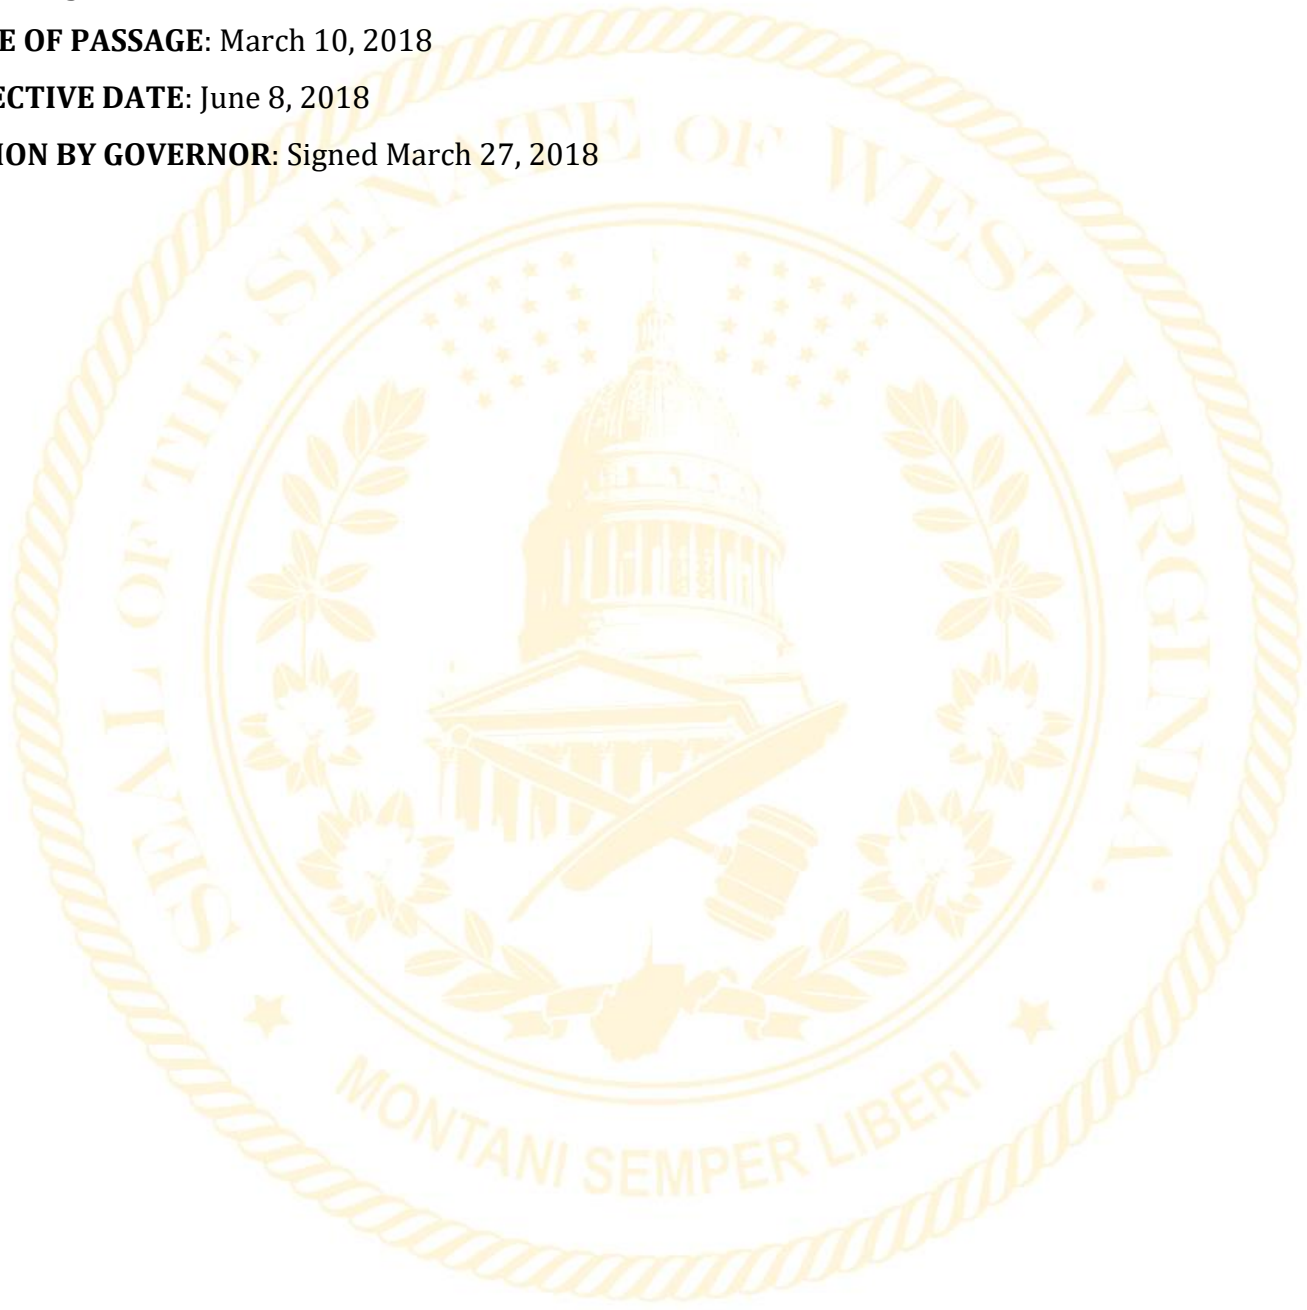 E OF PASSAGE: March 10, 2018
ECTIVE DATE: June 8, 2018
ION BY GOVERNOR: Signed March 27, 2018
SEAL OF THE SENATE OF WEST VIRGINIA.
MONTANI SEMPER LIBERI